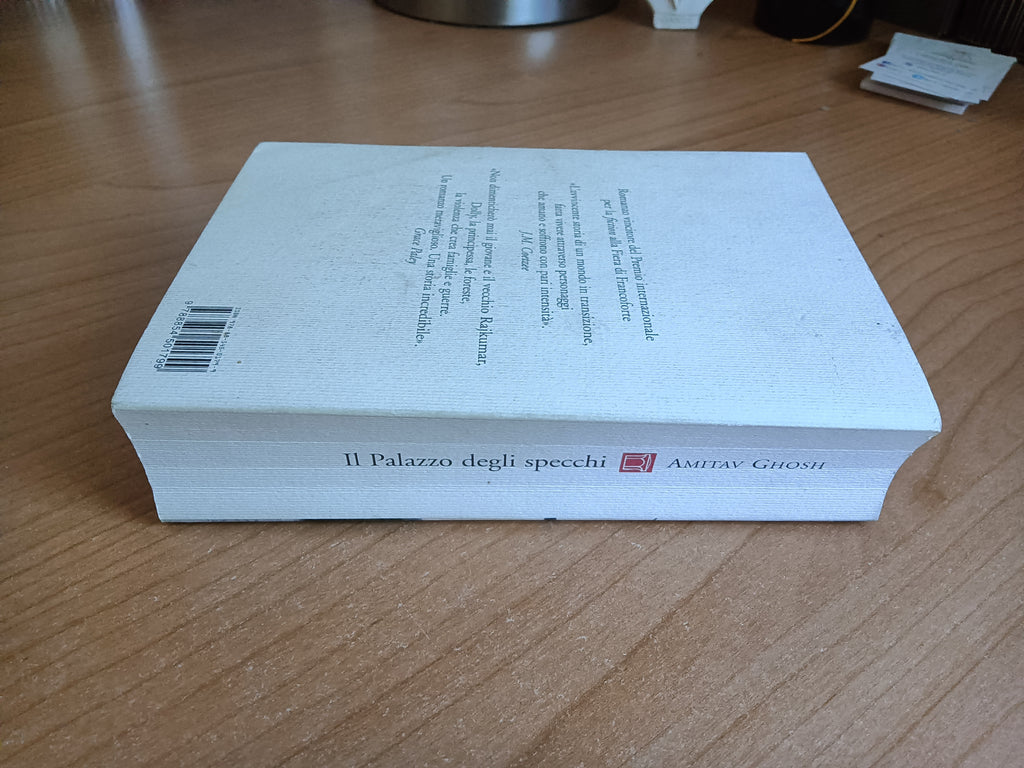 Romanzo vincitore del Premio internazionale
per la fiction alla Fiera di Francoforte
«L'avvincente storia di un mondo in transizione,
fatta vivere attraverso personaggi
che amano e soffrono con pari intensità».
J.M. Coetzee
«Non dimenticherò mai il giovane e il vecchio Rajkumar,
Dolly, la principessa, le foreste,
la violenza che crea famiglie e guerre.
Un romanzo meraviglioso. Una storia incredibile».
Grace Paley
9 788854 501799
Il Palazzo degli specchi AMITAV GHOSH